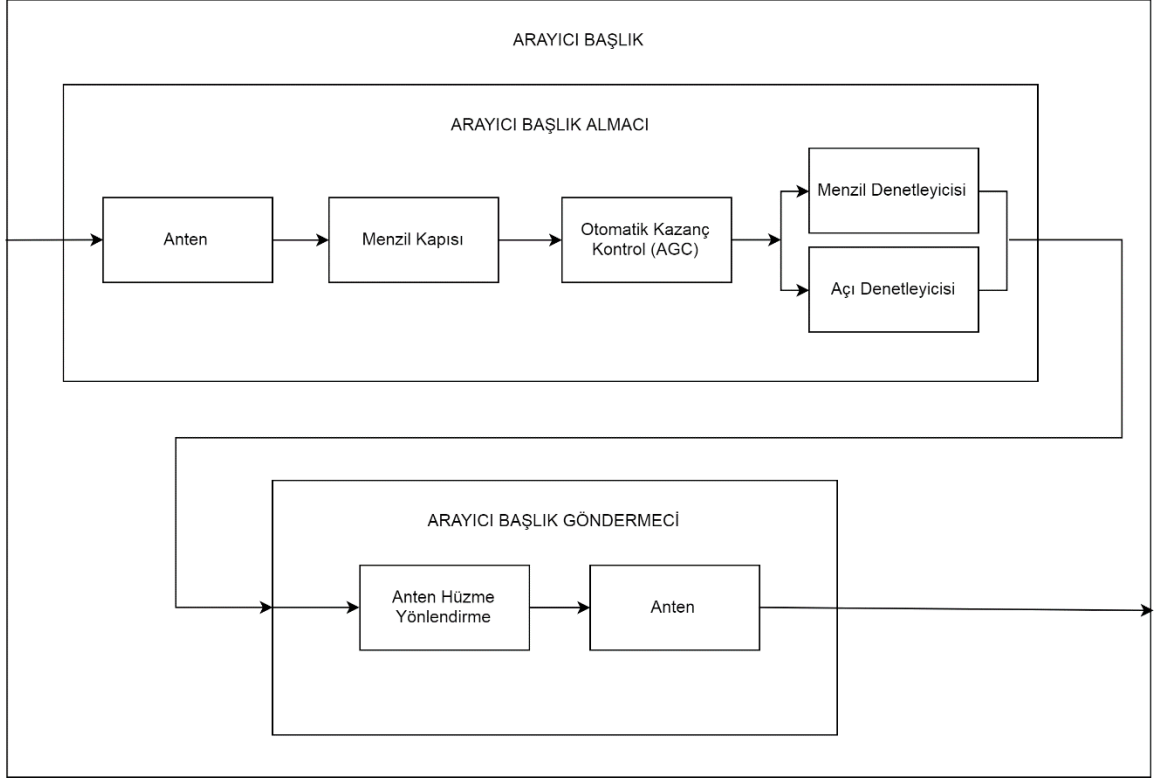 ARAYICI BAŞLIK
ARAYICI BAŞLIK ALMACI
Anten
Menzil Kapısı
Otomatik Kazanç
Kontrol (AGC)
Menzil Denetleyicisi
Açı Denetleyicisi
ARAYICI BAŞLIK GÖNDERMECİ
Anten Hüzme
Yönlendirme
Anten